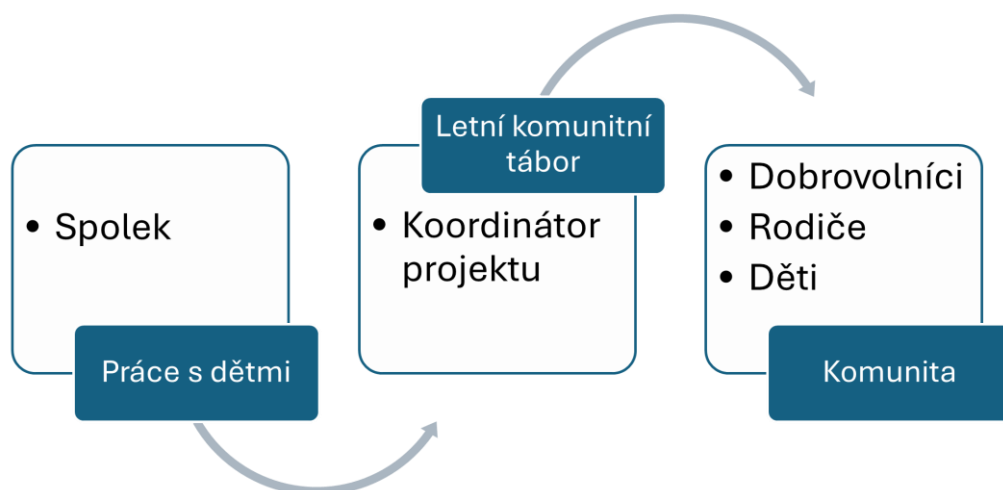 • Spolek
Práce s dětmi
Letní komunitní
tábor
• Koordinátor
projektu
• Dobrovolníci
• Rodiče
• Děti
Komunita